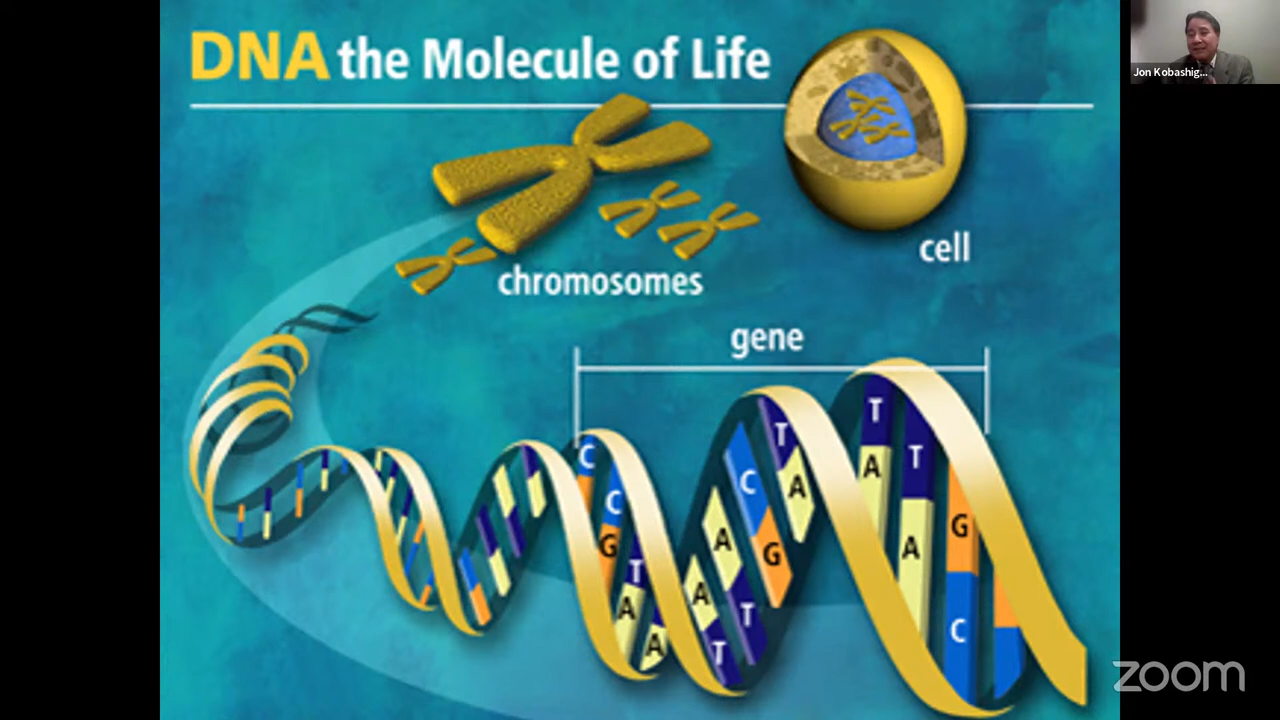 DNA the Molecule of Life
Jon Kobashig...
cell
chromosomes
gene
C
C
G
T
A
A
A
T
A
T
C
G
T
A
T
A
T
A
G
C
zoom